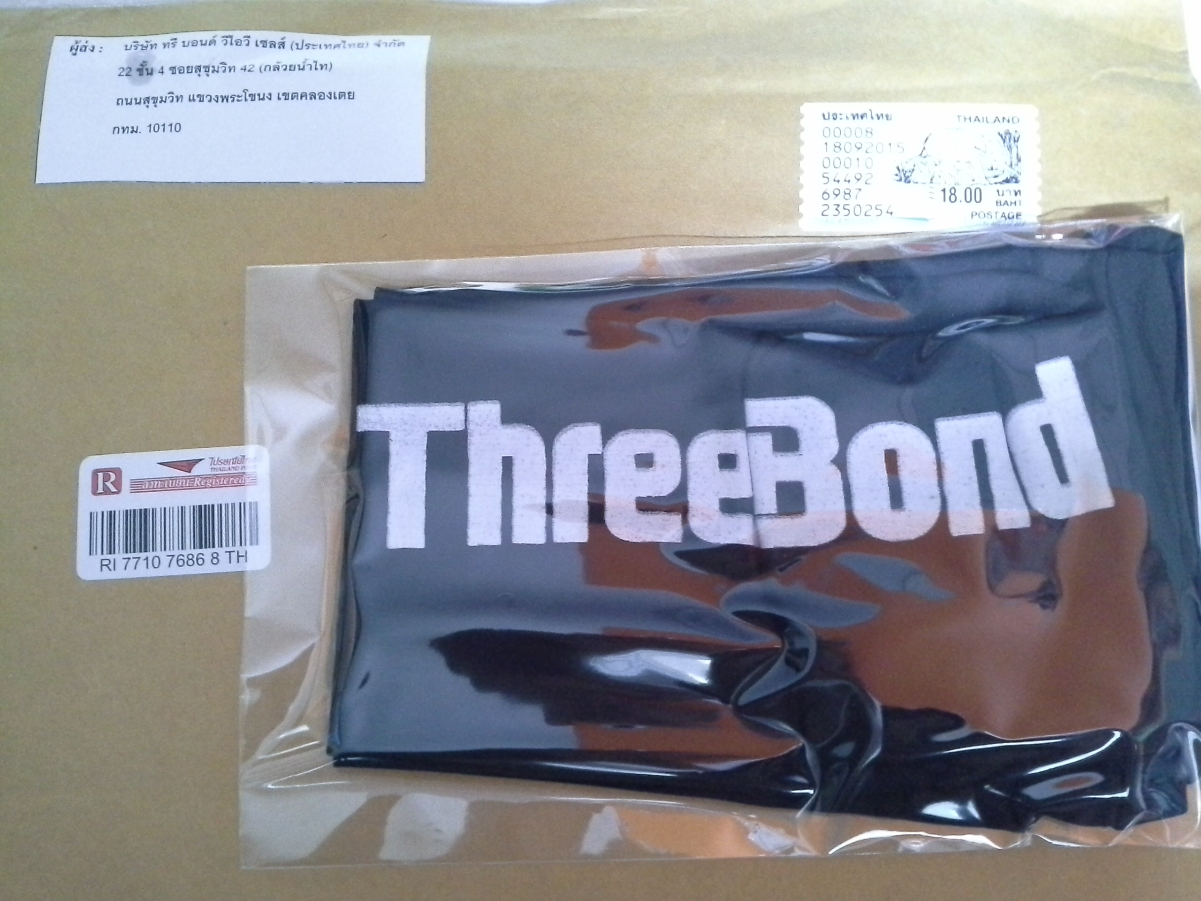 ผู้ส่ง : บริษัท ทรี บอนด์ วีไอวี เซลส์ (ประเทศไทย) จำกัด
22 ชั้น 4 ซอยสุขุมวิท 42 (กล้วยน้ำไท)
ถนนสุขุมวิท แขวงพระโขนง เขตคลองเตย
กทม. 10110
ประเทศไทย THAILAND
00008
18092015
00010
54492
6987 18.00 บาท BAHT
2350254 POSTAGE
ThreeBond
R ไปรษณีย์ไทย
THAILAND POST
ลงทะเบียน-Registered
RI 7710 7686 8 TH